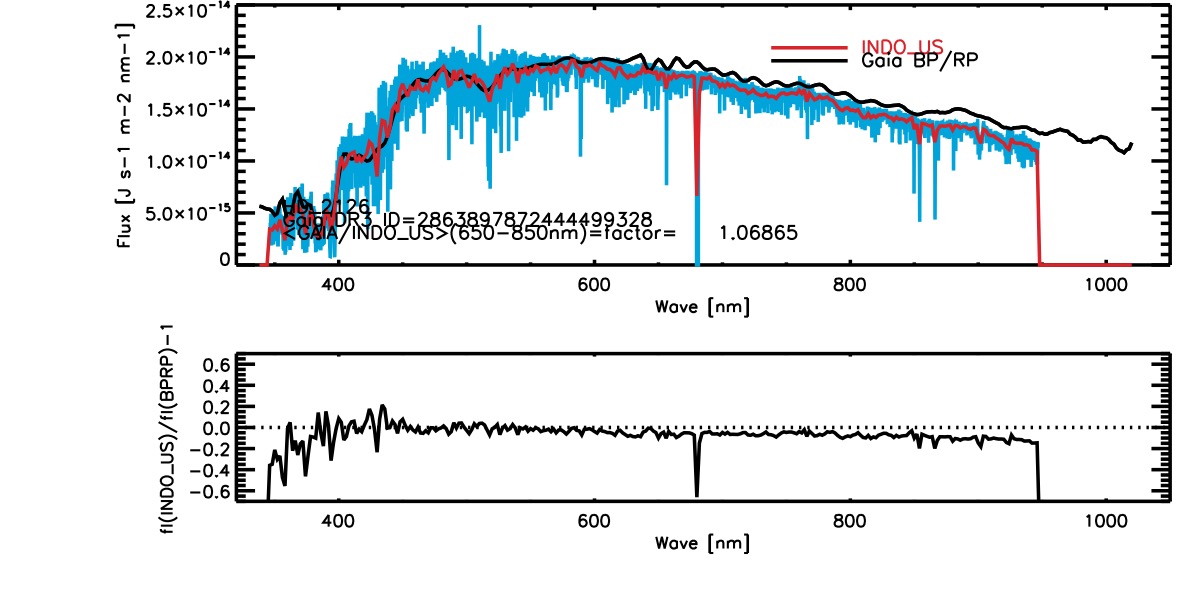 2.5×10⁻¹⁴
2.0×10⁻¹⁴
1.5×10⁻¹⁴
1.0×10⁻¹⁴
5.0×10⁻¹⁵
0
Flux [J s-1 m-2 nm-1]
INDO_US
Gaia BP/RP
2126
Gaia DR3 ID=2863897872444499328
<GAIA/INDO_US>(650-850nm)=factor= 1.06865
400 600 800 1000
Wave [nm]
fl(INDO_US)/fl(BPRP)-1
0.6
0.4
0.2
0.0
-0.2
-0.4
-0.6
400 600 800 1000
Wave [nm]